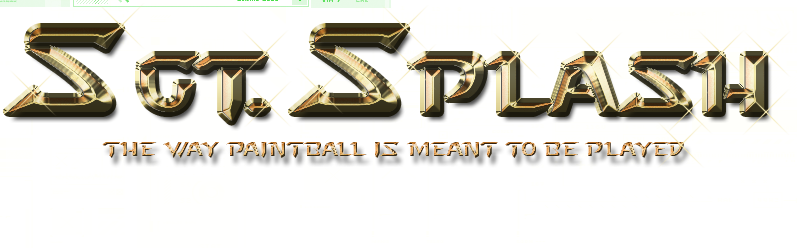 Sgt. Splash
The way paintball is meant to be played